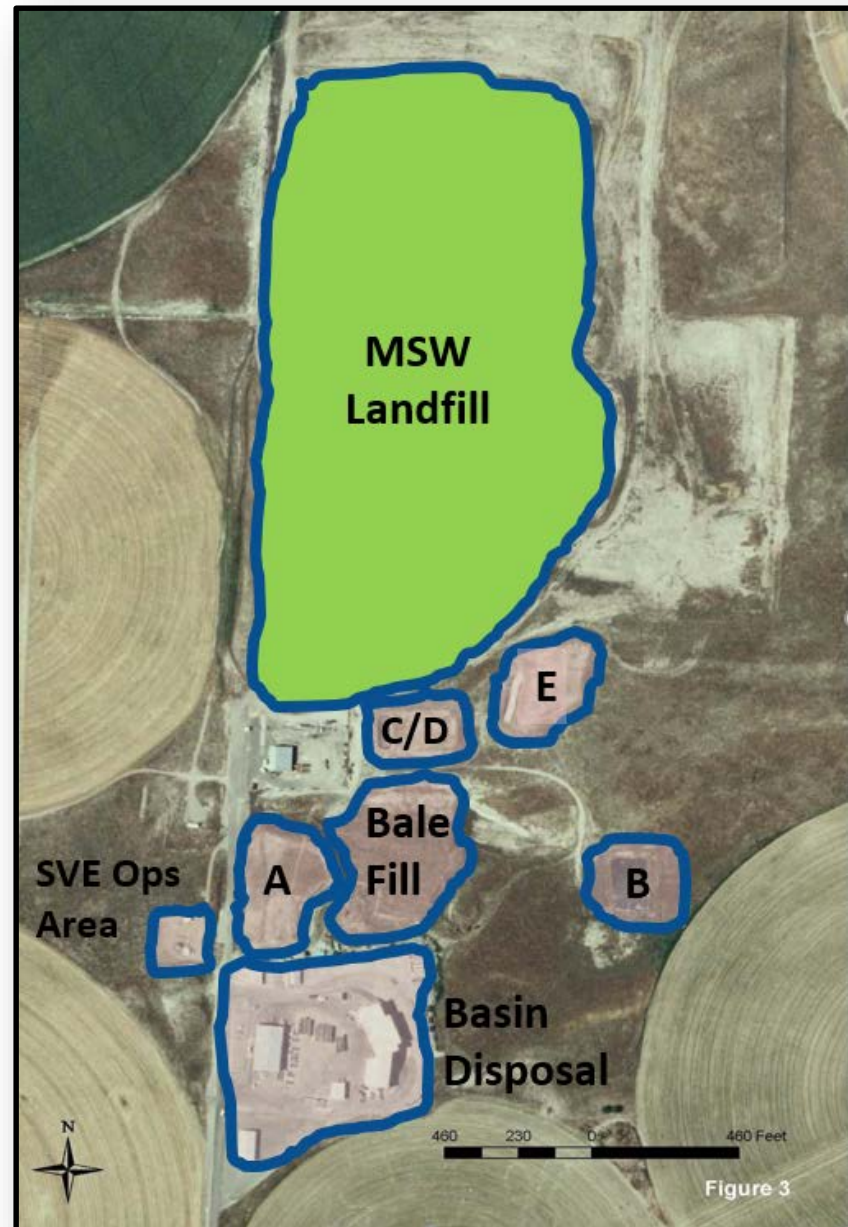 MSW
Landfill
E
C/D
Bale
Fill
A
B
SVE Ops
Area
Basin
Disposal
N
460 230 0 460 Feet
Figure 3